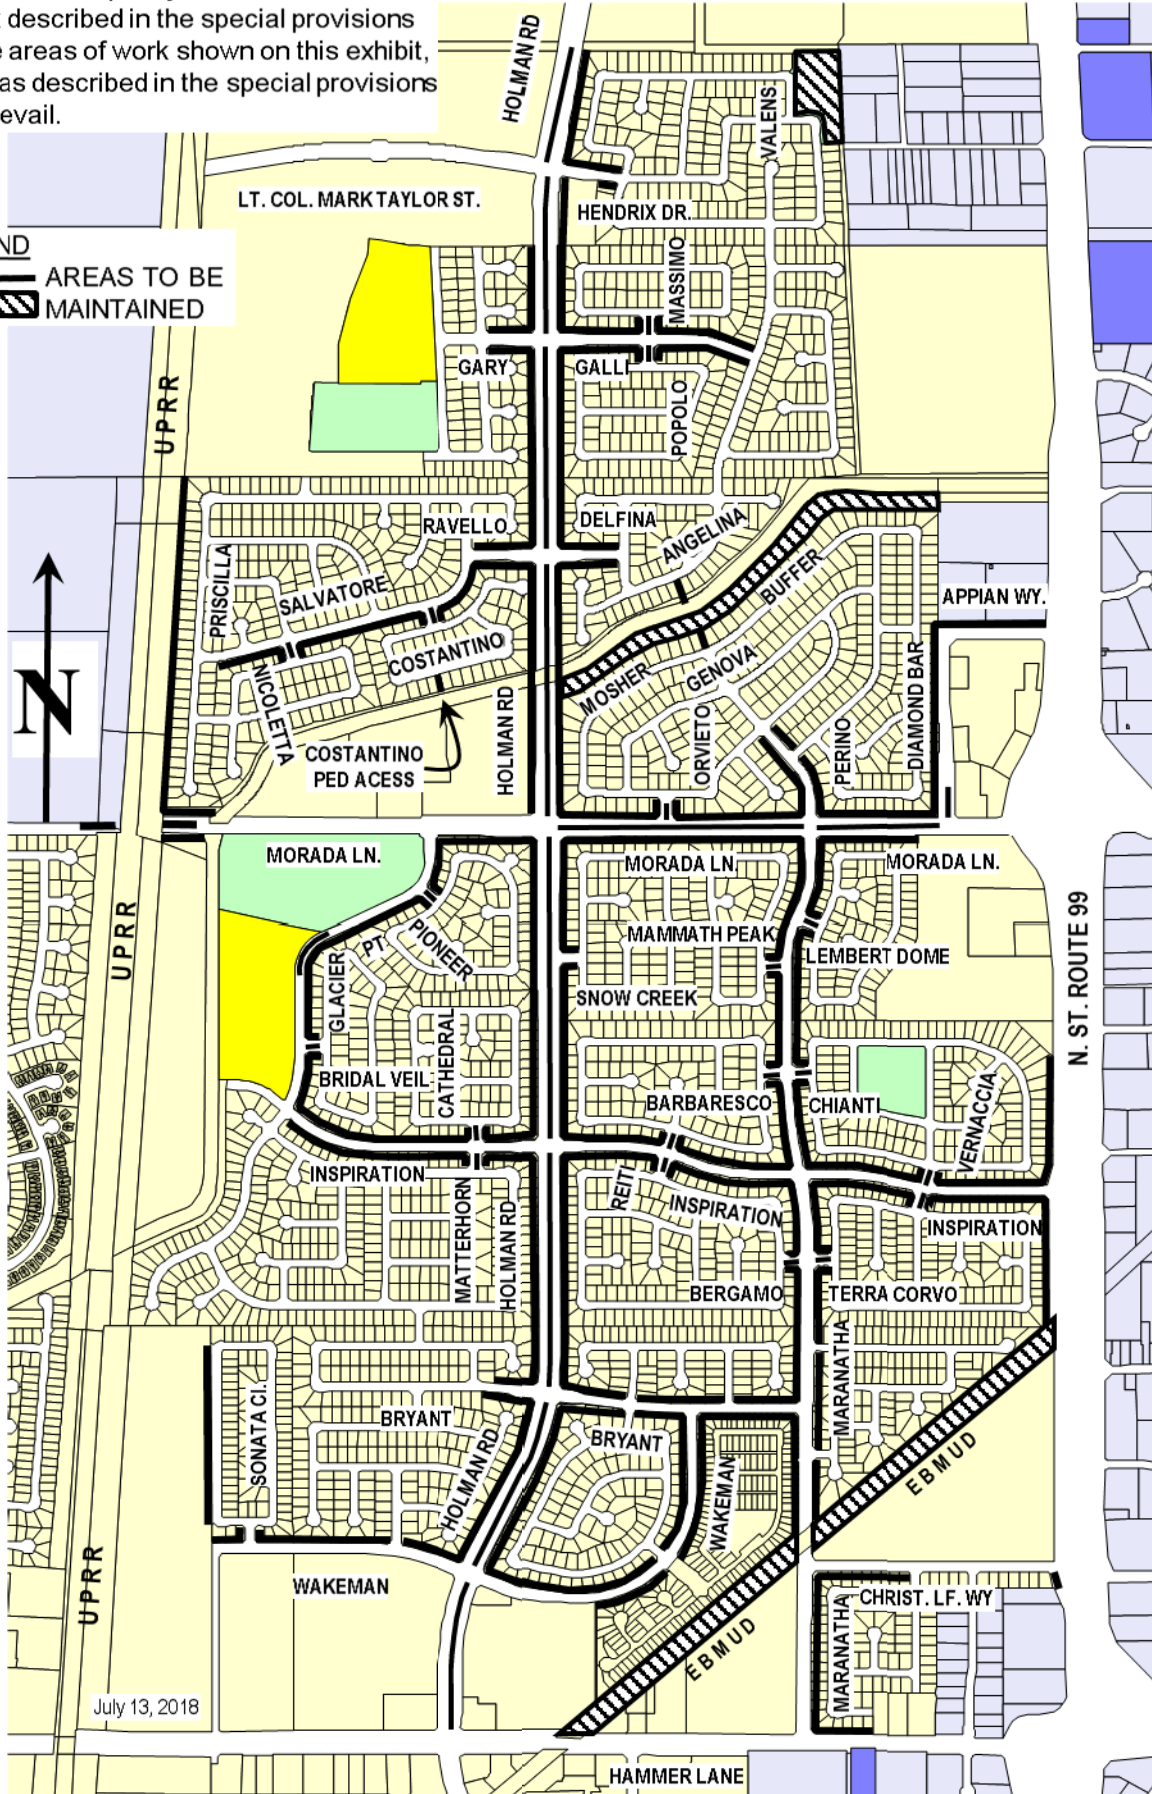 described in the special provisions
areas of work shown on this exhibit,
as described in the special provisions
evail.
HOLMAN RD
VALENS
LT. COL. MARK TAYLOR ST.
HENDRIX DR.
ND
AREAS TO BE
MAINTAINED
MASSIMO
UPRR
GARY
GALLI
POPOLO
RAVELLO
DELFINA
ANGELINA
PRISCILLA
SALVATORE
BUFFER
APPIAN WY.
N
COSTANTINO
NICOLETTA
MOSHER
GENOVA
DIAMOND BAR
HOLMAN RD
ORVIETO
PERINO
COSTANTINO
PED ACESS
MORADA LN.
MORADA LN.
MORADA LN.
UPRR
PIONEER
PT
GLACIER
MAMMATH PEAK
LEMBERT DOME
N. ST. ROUTE 99
SNOW CREEK
CATHEDRAL
BRIDAL VEIL
BARBARESCO
CHIANTI
VERNACCIA
INSPIRATION
REITI
INSPIRATION
INSPIRATION
MATTERHORN
HOLMAN RD
BERGAMO
TERRA CORVO
MARANATHA
SONATA CI.
BRYANT
BRYANT
HOLMAN RD
WAKEMAN
EBMUD
UPRR
WAKEMAN
CHRIST. LF. WY
MARANATHA
EBMUD
July 13, 2018
HAMMER LANE